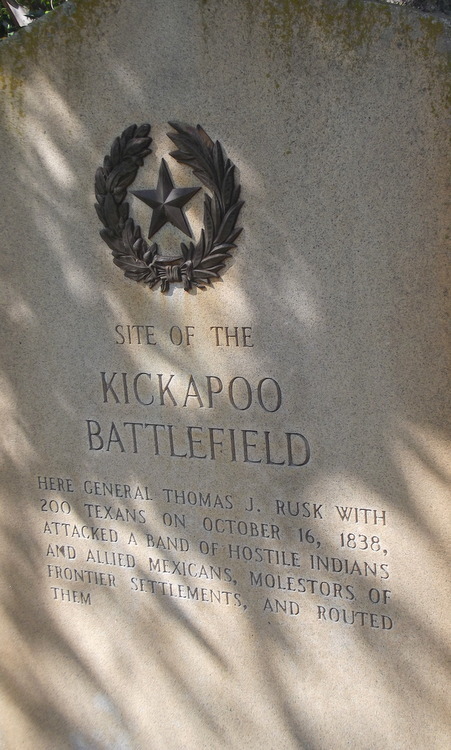 SITE OF THE
KICKAPOO
BATTLEFIELD
HERE GENERAL THOMAS J. RUSK WITH
200 TEXANS ON OCTOBER 16, 1838,
ATTACKED A BAND OF HOSTILE INDIANS
AND ALLIED MEXICANS, MOLESTORS OF
FRONTIER SETTLEMENTS, AND ROUTED
THEM